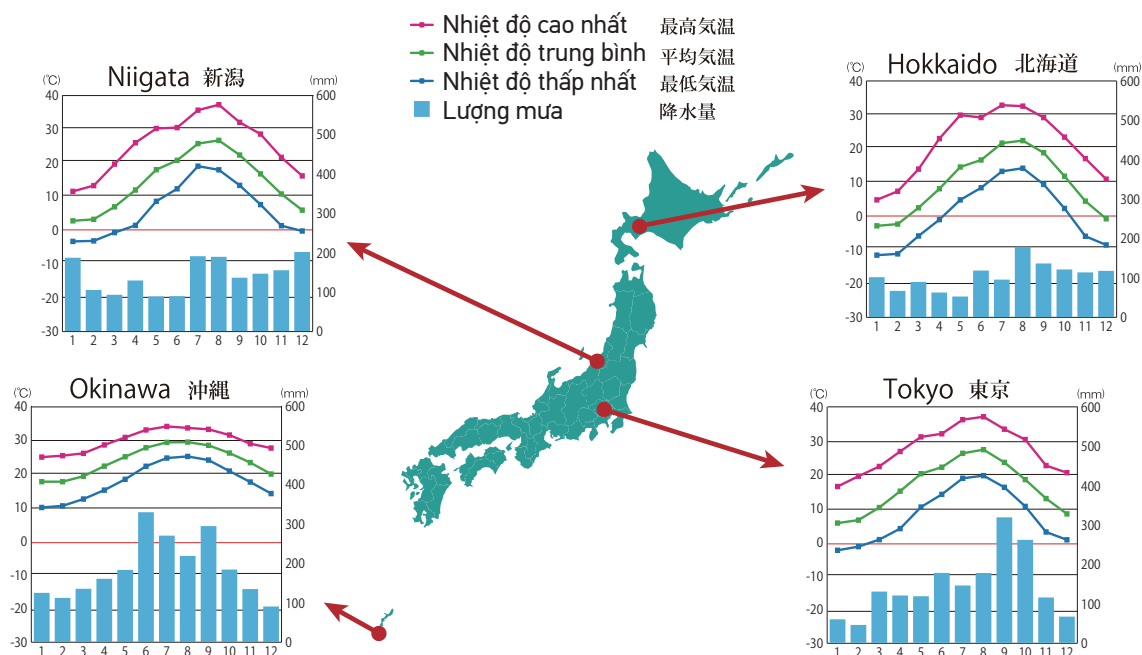 Nhiệt độ cao nhất 最高気温
Nhiệt độ trung bình 平均気温
Nhiệt độ thấp nhất 最低気温
Lượng mưa 降水量
Niigata 新潟
(℃) (mm)
40 600
30 500
20 400
10 300
0 200
-10 100
-20 0
-30
1 2 3 4 5 6 7 8 9 10 11 12
Hokkaido 北海道
(℃) (mm)
40 600
30 500
20 400
10 300
0 200
-10 100
-20 0
-30
1 2 3 4 5 6 7 8 9 10 11 12
Okinawa 沖縄
(℃) (mm)
40 600
30 500
20 400
10 300
0 200
-10 100
-20 0
-30
1 2 3 4 5 6 7 8 9 10 11 12
Tokyo 東京
(℃) (mm)
40 600
30 500
20 400
10 300
0 200
-10 100
-20 0
-30
1 2 3 4 5 6 7 8 9 10 11 12